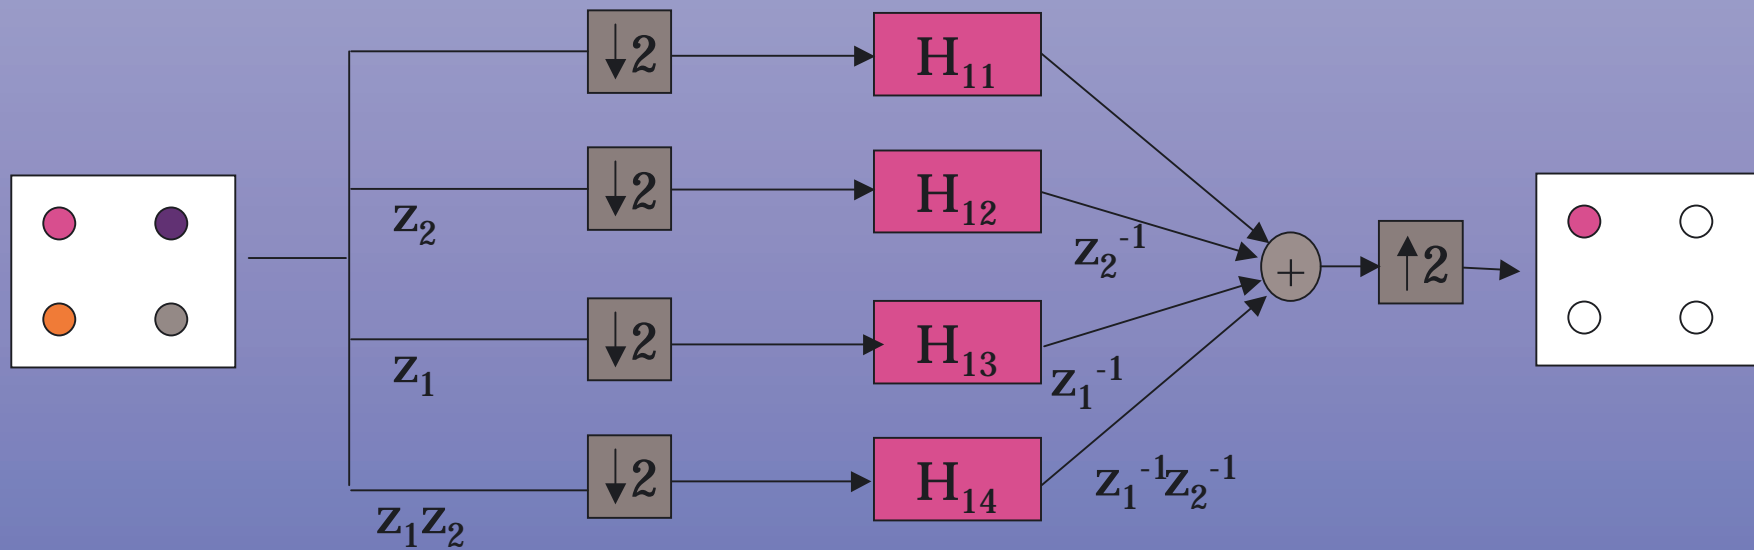 ↓2 H₁₁
↓2 H₁₂
z₂ z₂⁻¹
+ ↑2
↓2 H₁₃
z₁ z₁⁻¹
↓2 H₁₄ z₁⁻¹z₂⁻¹
z₁z₂